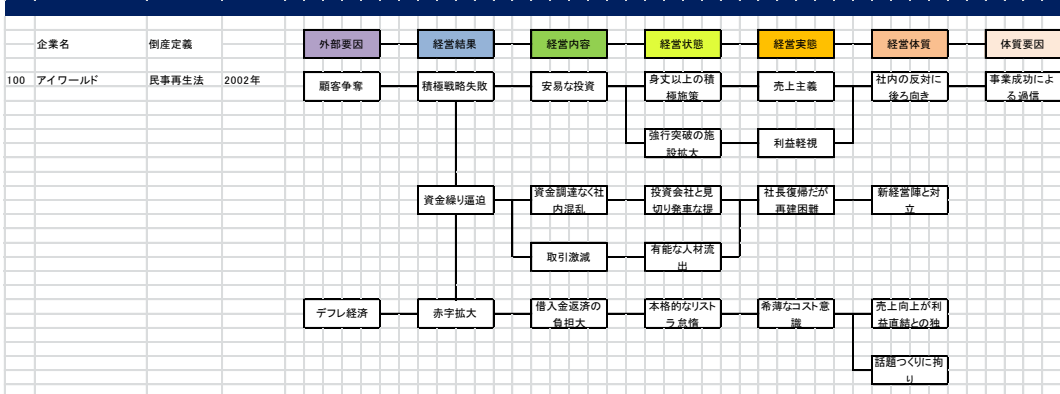 企業名 倒産定義 外部要因 経営結果 経営内容 経営状態 経営実態 経営体質 体質要因
100 アイワールド 民事再生法 2002年 顧客争奪 積極戦略失敗 安易な投資 身丈以上の積 売上主義 社内の反対に 事業成功によ
極施策 後ろ向き る過信
強行突破の施 利益軽視
設拡大
資金繰り逼迫 資金調達なく社 投資会社と見 社長復帰だが 新経営陣と対
内混乱 切り発車な提 再建困難 立
取引激減 有能な人材流
出
デフレ経済 赤字拡大 借入金返済の 本格的なリスト 希薄なコスト意 売上向上が利
負担大 ラ怠惰 識 益直結との独
話題つくりに拘
り